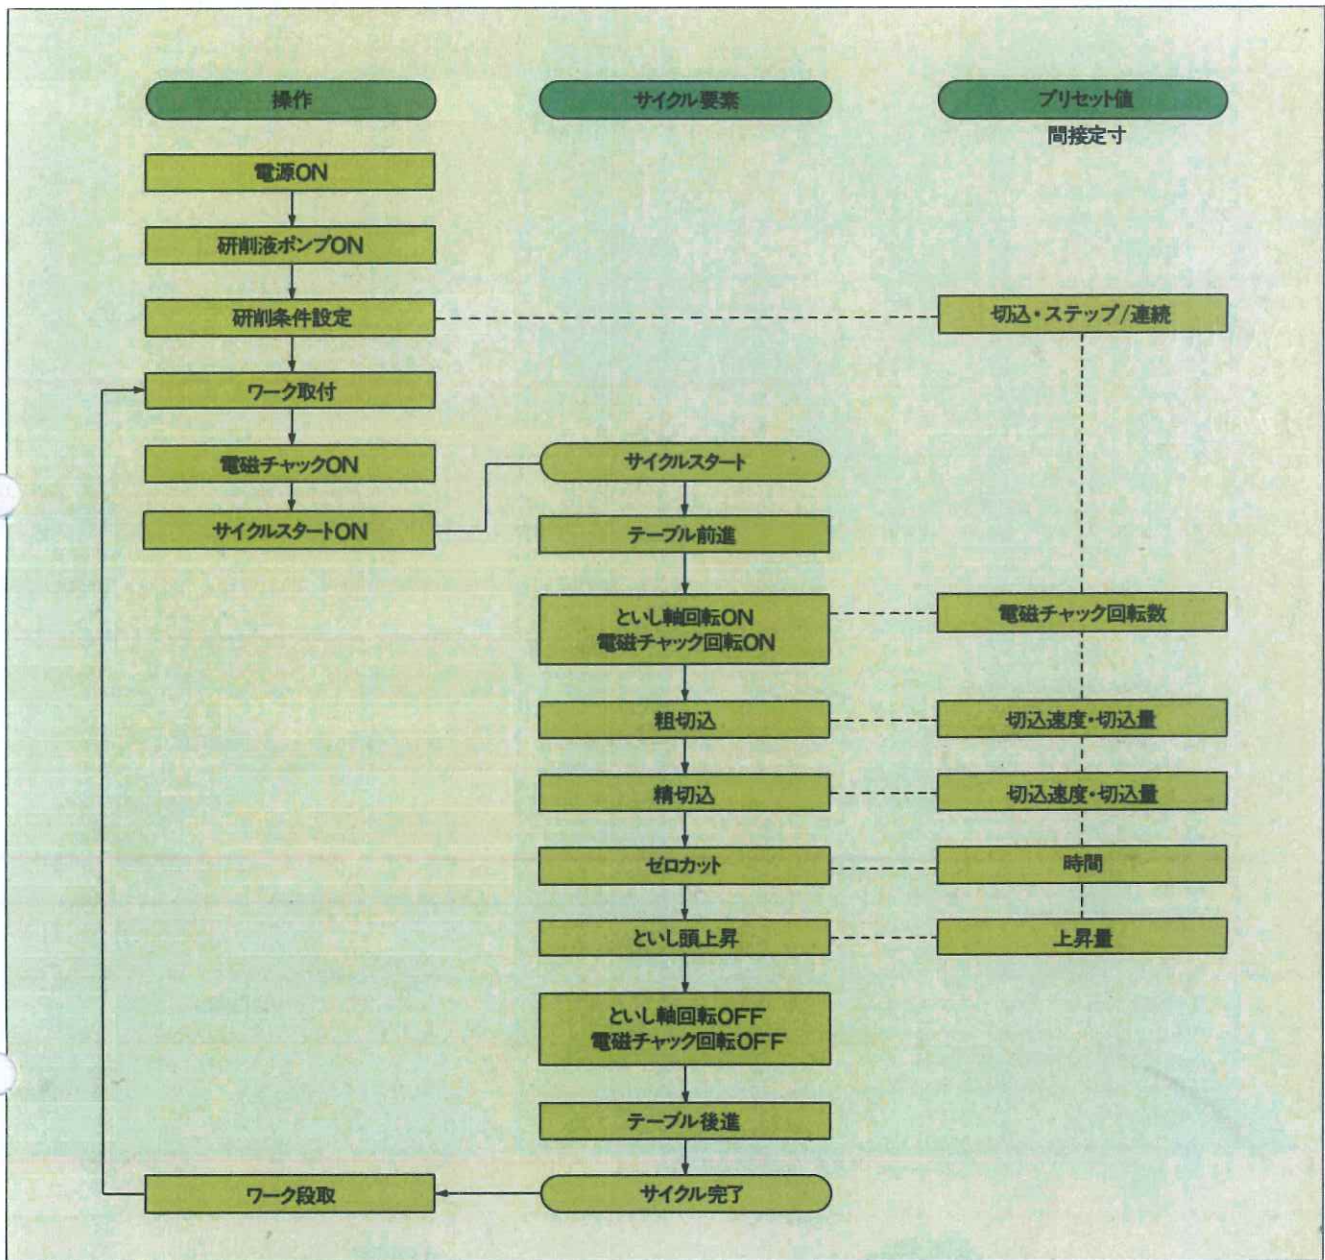 操作
サイクル要素
プリセット値
間接定寸
電源ON
研削液ポンプON
研削条件設定
切込・ステップ/連続
ワーク取付
電磁チャックON
サイクルスタート
サイクルスタートON
テーブル前進
といし軸回転ON
電磁チャック回転ON
電磁チャック回転数
粗切込
切込速度・切込量
精切込
切込速度・切込量
ゼロカット
時間
といし頭上昇
上昇量
といし軸回転OFF
電磁チャック回転OFF
テーブル後進
ワーク段取
サイクル完了